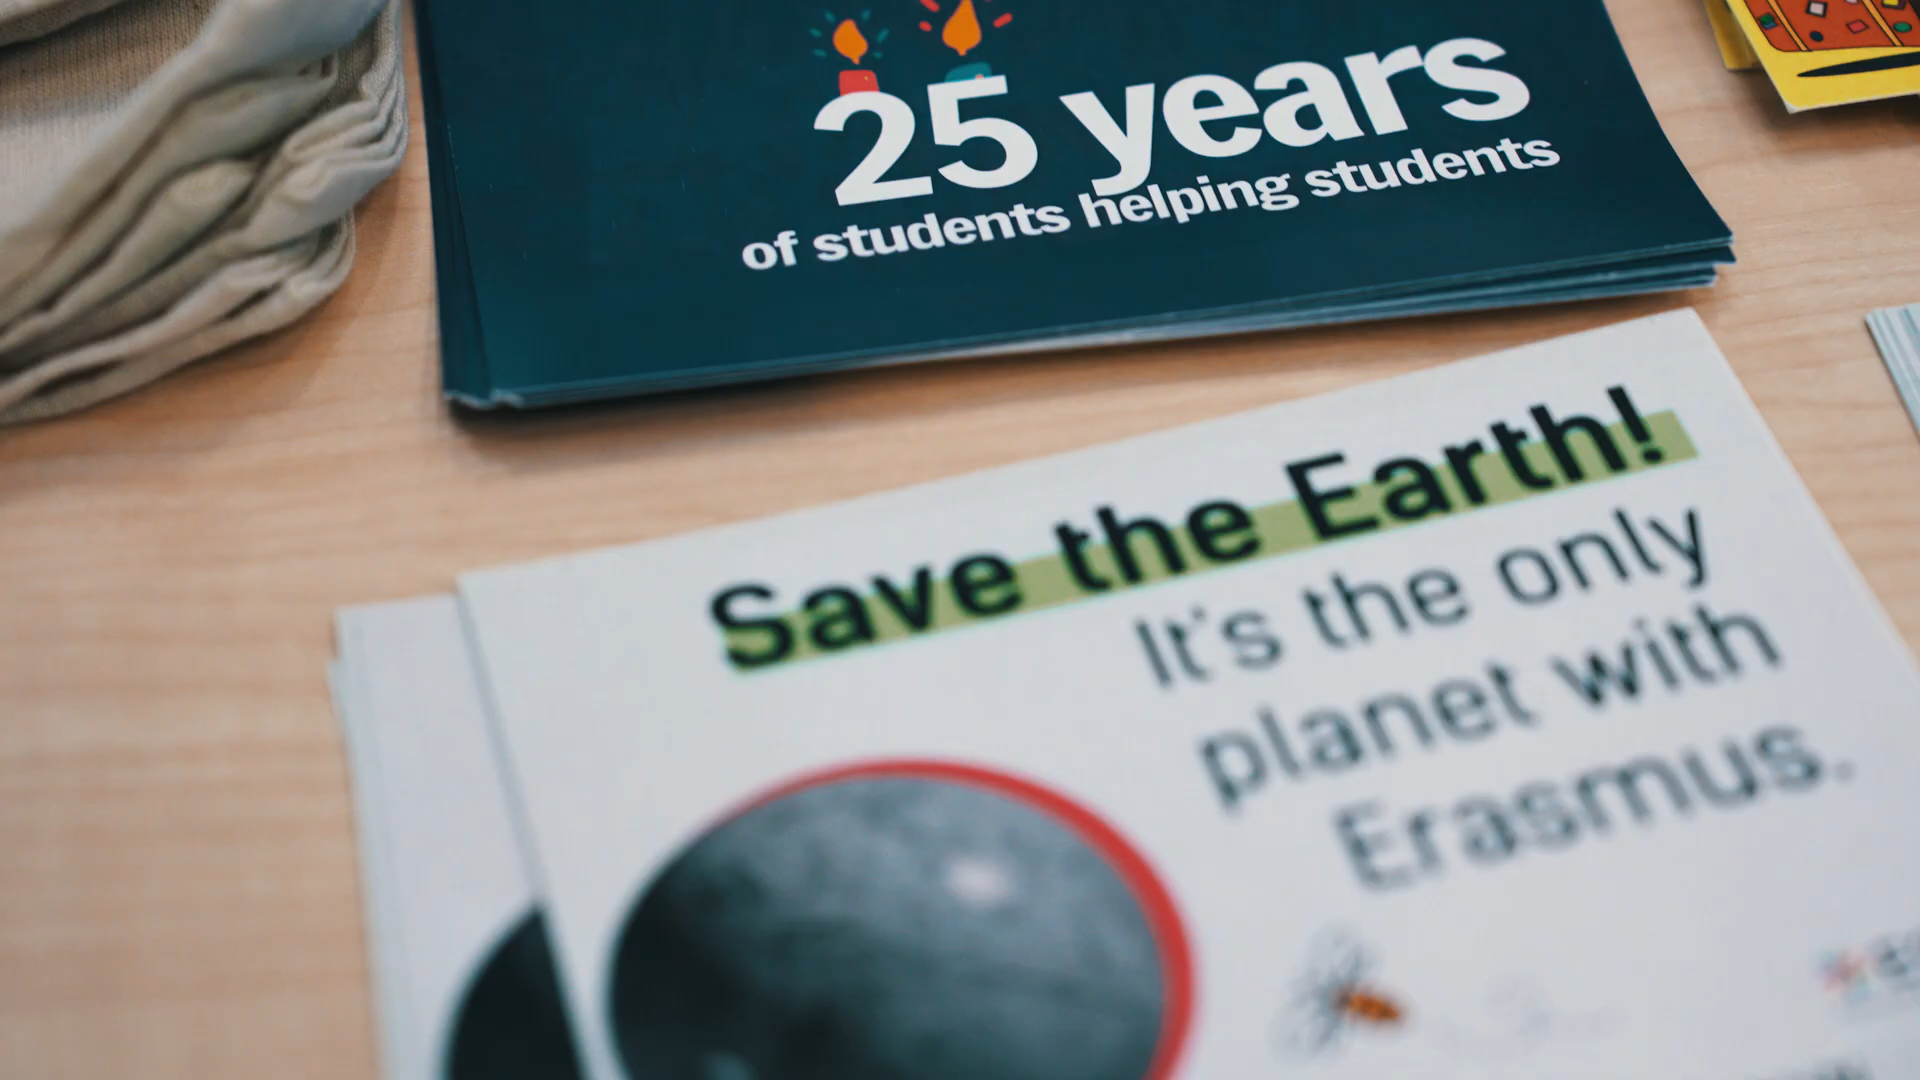 25 years
of students helping students
Save the Earth!
It's the only
planet with
Erasmus.